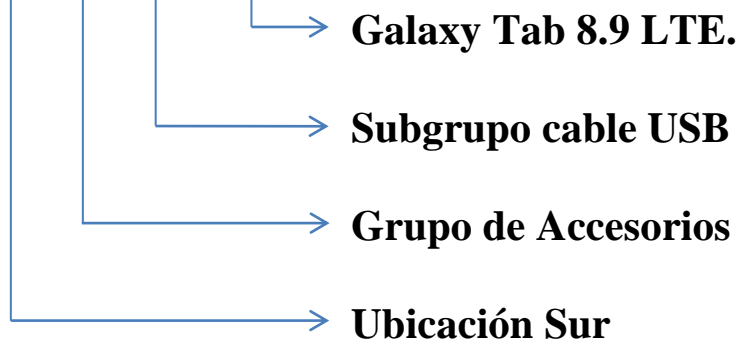 Galaxy Tab 8.9 LTE.
Subgrupo cable USB
Grupo de Accesorios
Ubicación Sur